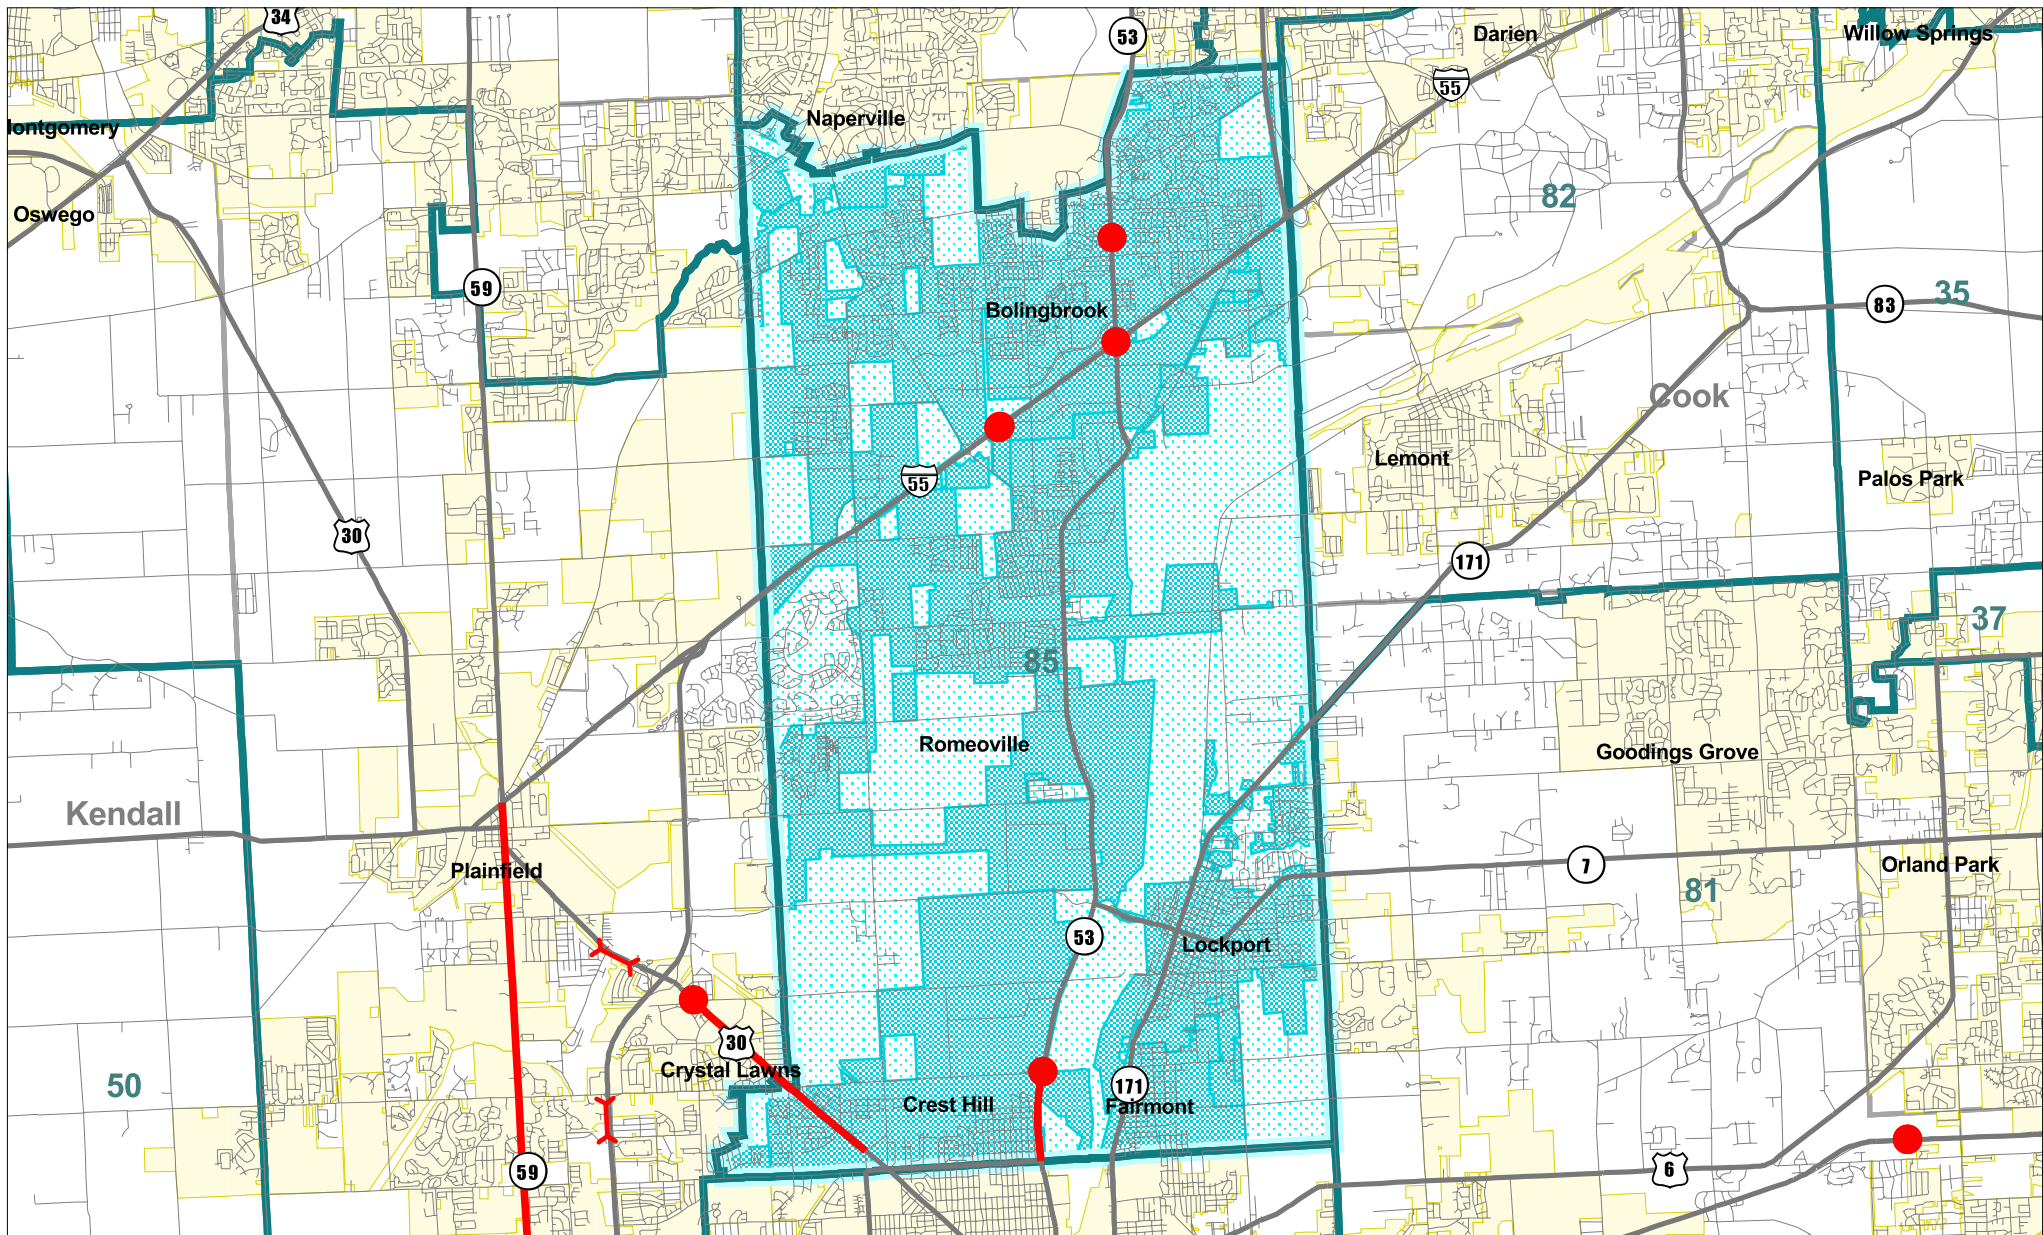 34
53
Darien
Willow Springs
55
Naperville
Montgomery
82
Oswego
59
35
83
Bolingbrook
Cook
Lemont
55
Palos Park
30
171
37
85
Romeoville
Goodings Grove
Kendall
Plainfield
7
Orland Park
81
53
Lockport
30
Crystal Lawns
50
171
Crest Hill
Fairmont
59
6